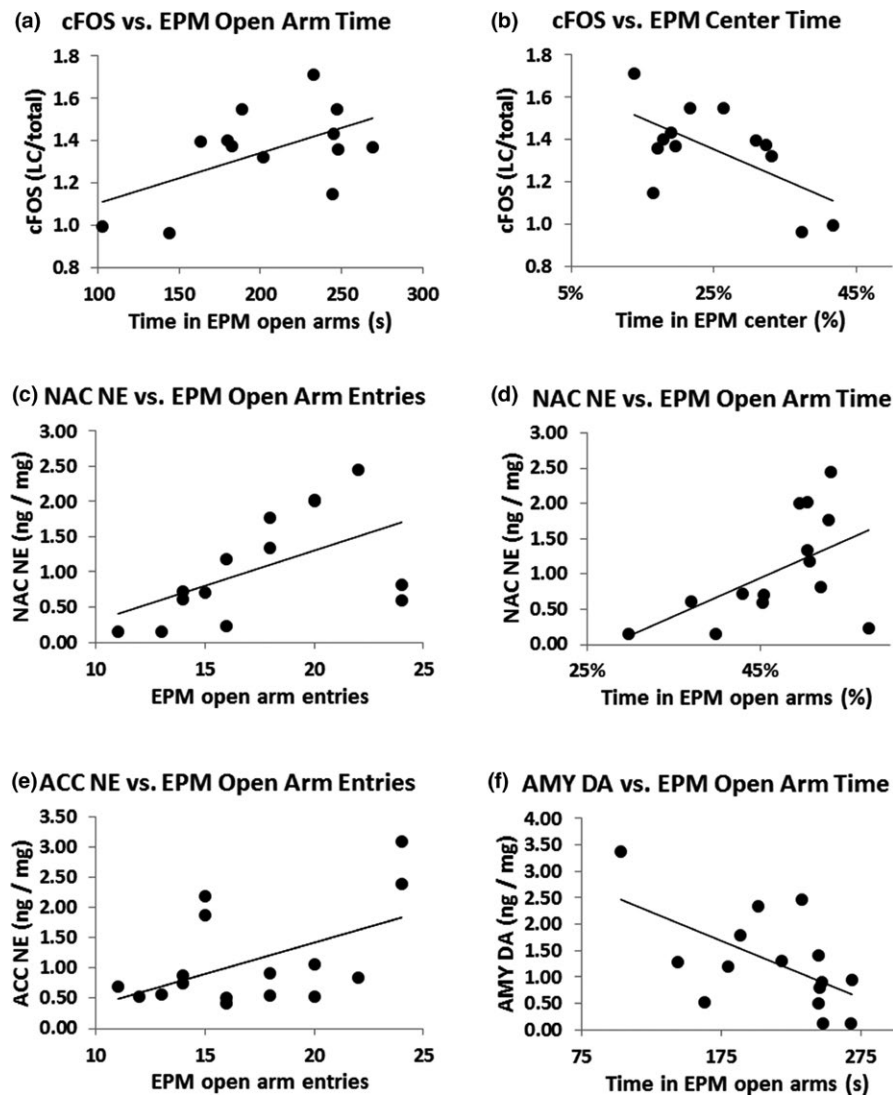 (a) cFOS vs. EPM Open Arm Time
cFOS (LC/total)
1.8
1.6
1.4
1.2
1.0
0.8
100 150 200 250 300
Time in EPM open arms (s)
(b) cFOS vs. EPM Center Time
cFOS (LC/total)
1.8
1.6
1.4
1.2
1.0
0.8
5% 25% 45%
Time in EPM center (%)
(c) NAC NE vs. EPM Open Arm Entries
NAC NE (ng / mg)
3.00
2.50
2.00
1.50
1.00
0.50
0.00
10 15 20 25
EPM open arm entries
(d) NAC NE vs. EPM Open Arm Time
NAC NE (ng / mg)
3.00
2.50
2.00
1.50
1.00
0.50
0.00
25% 45%
Time in EPM open arms (%)
(e) ACC NE vs. EPM Open Arm Entries
ACC NE (ng / mg)
3.50
3.00
2.50
2.00
1.50
1.00
0.50
0.00
10 15 20 25
EPM open arm entries
(f) AMY DA vs. EPM Open Arm Time
AMY DA (ng / mg)
4.00
3.50
3.00
2.50
2.00
1.50
1.00
0.50
0.00
75 175 275
Time in EPM open arms (s)